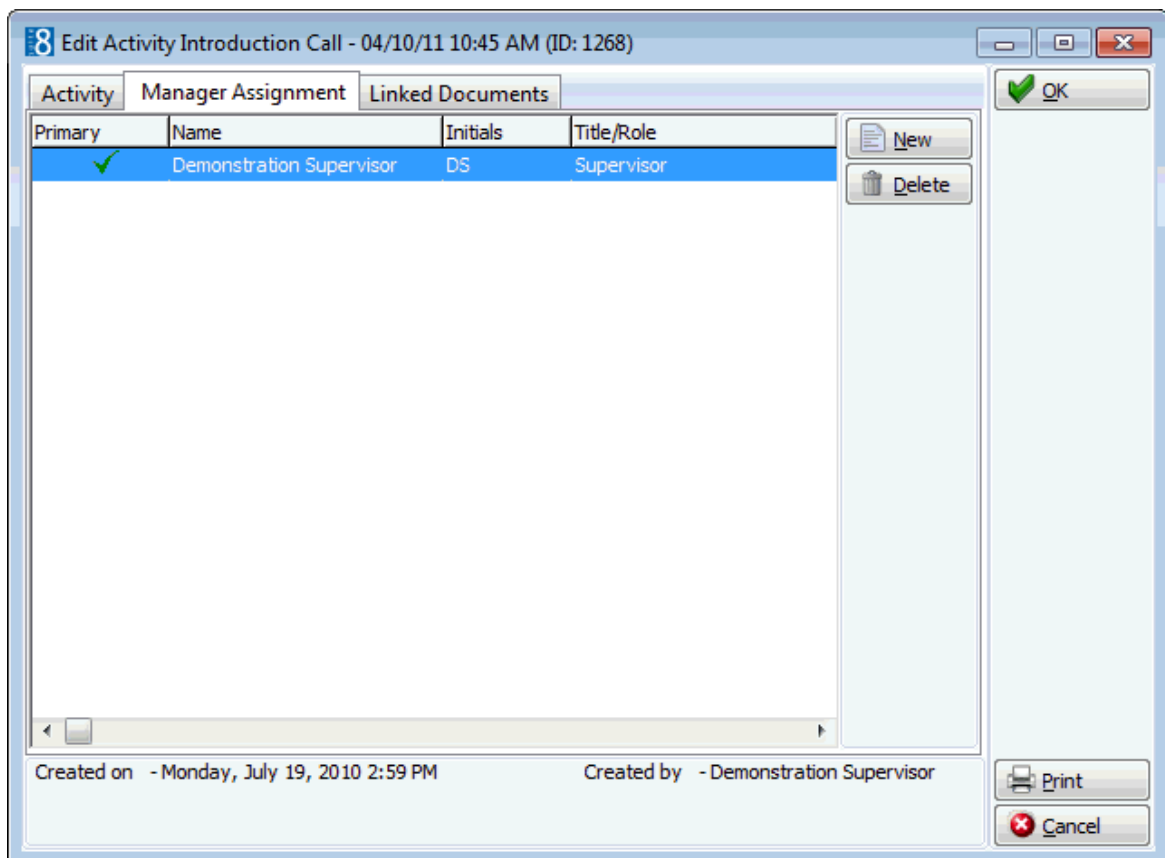 8 Edit Activity Introduction Call - 04/10/11 10:45 AM (ID: 1268)
Activity Manager Assignment Linked Documents
OK
Primary Name Initials Title/Role
New
Demonstration Supervisor DS Supervisor
Delete
Created on - Monday, July 19, 2010 2:59 PM Created by - Demonstration Supervisor
Print
Cancel